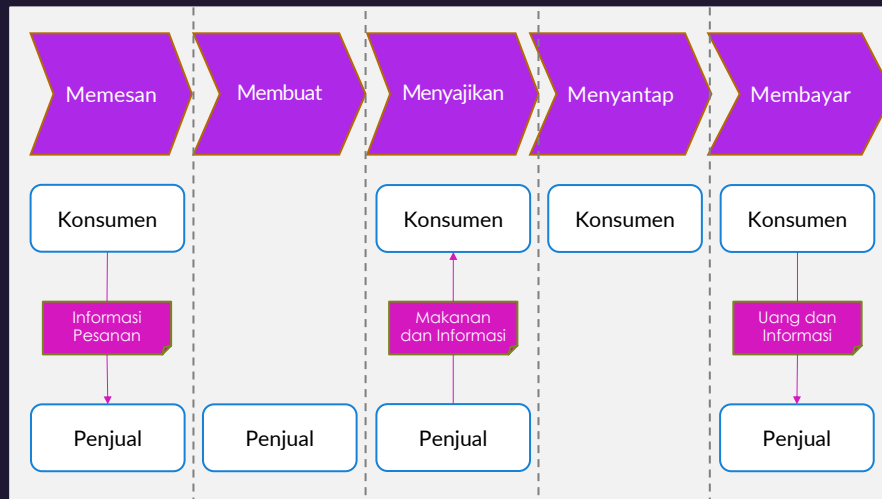 Memesan
Membuat
Menyajikan
Menyantap
Membayar
Konsumen
Konsumen
Konsumen
Konsumen
Informasi
Pesanan
Makanan
dan Informasi
Uang dan
Informasi
Penjual
Penjual
Penjual
Penjual